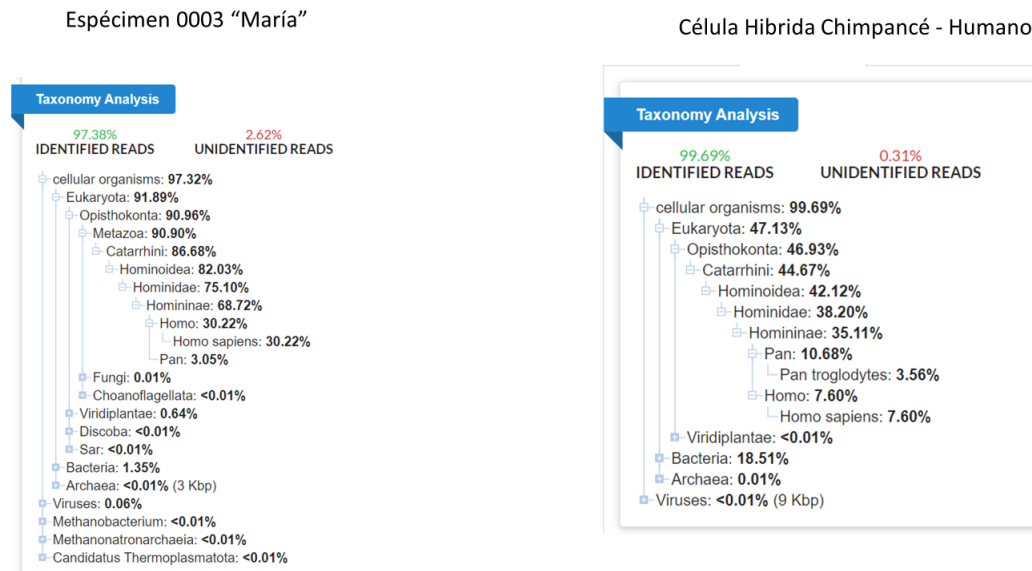 Espécimen 0003 “María”
Taxonomy Analysis
97.38%
IDENTIFIED READS
2.62%
UNIDENTIFIED READS
cellular organisms: 97.32%
Eukaryota: 91.89%
Opisthokonta: 90.96%
Metazoa: 90.90%
Catarrhini: 86.68%
Hominoidea: 82.03%
Hominidae: 75.10%
Homininae: 68.72%
Homo: 30.22%
Homo sapiens: 30.22%
Pan: 3.05%
Fungi: 0.01%
Choanoflagellata: <0.01%
Viridiplantae: 0.64%
Discoba: <0.01%
Sar: <0.01%
Bacteria: 1.35%
Archaea: <0.01% (3 Kbp)
Viruses: 0.06%
Methanobacterium: <0.01%
Methanonatronarchaeia: <0.01%
Candidatus Thermoplasmatota: <0.01%
Célula Hibrida Chimpancé - Humano
Taxonomy Analysis
99.69%
IDENTIFIED READS
0.31%
UNIDENTIFIED READS
cellular organisms: 99.69%
Eukaryota: 47.13%
Opisthokonta: 46.93%
Catarrhini: 44.67%
Hominoidea: 42.12%
Hominidae: 38.20%
Homininae: 35.11%
Pan: 10.68%
Pan troglodytes: 3.56%
Homo: 7.60%
Homo sapiens: 7.60%
Viridiplantae: <0.01%
Bacteria: 18.51%
Archaea: 0.01%
Viruses: <0.01% (9 Kbp)